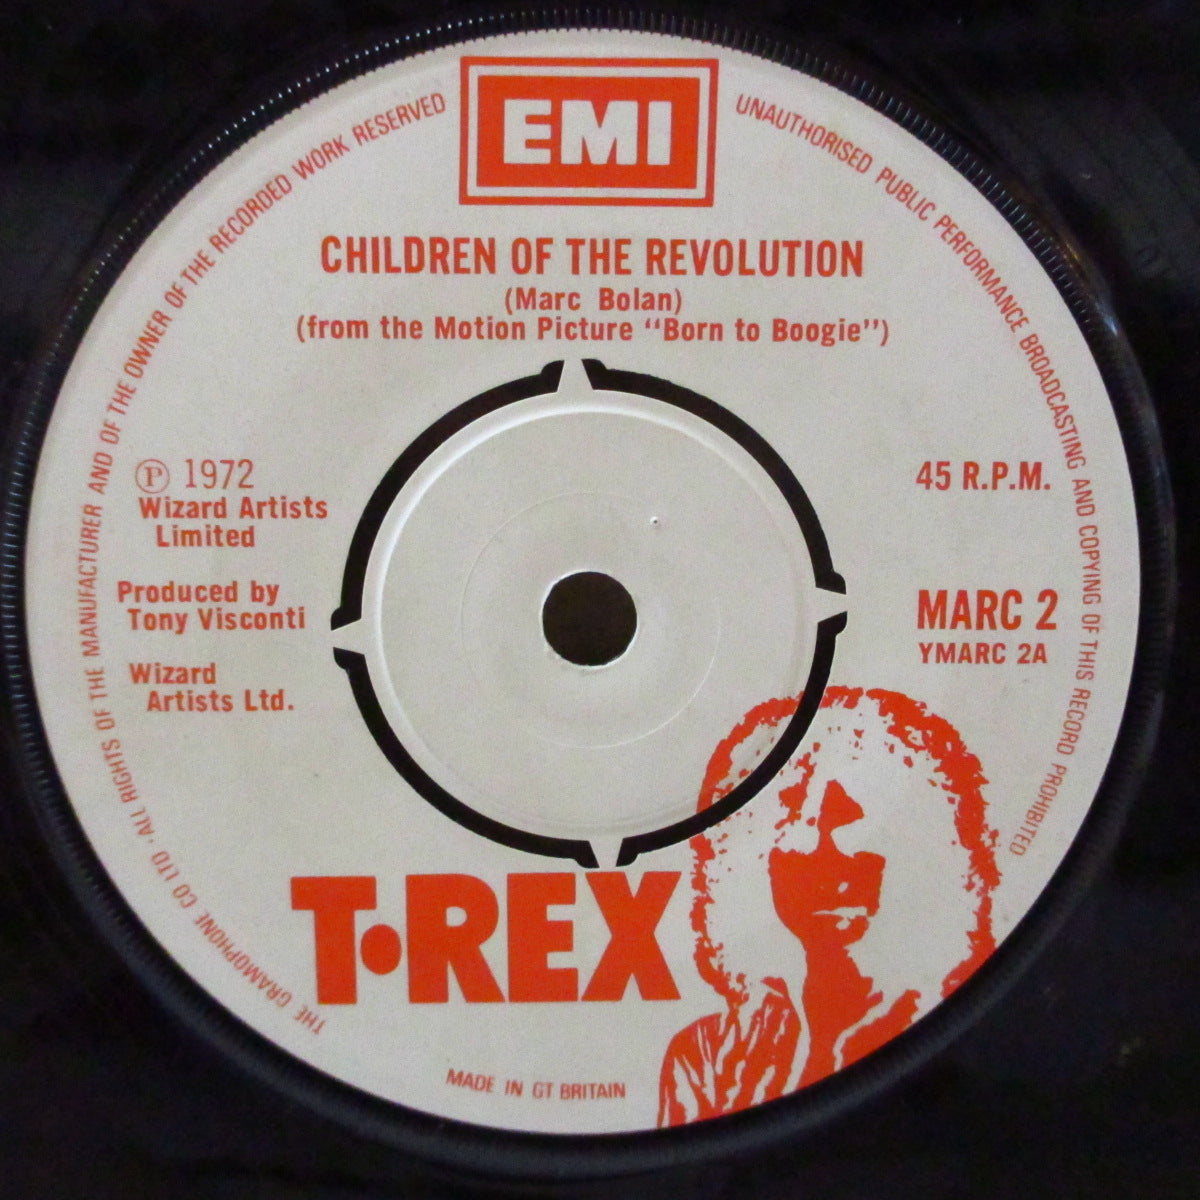 EMI
CHILDREN OF THE REVOLUTION
(Marc Bolan)
(from the Motion Picture "Born to Boogie")
Ⓟ 1972
Wizard Artists
Limited
Produced by
Tony Visconti
Wizard
Artists Ltd.
45 R.P.M.
MARC 2
YMARC 2A
T·REX
MADE IN GT BRITAIN
THE GRAMOPHONE CO LTD · ALL RIGHTS OF THE MANUFACTURER AND OF THE OWNER OF THE RECORDED WORK RESERVED
UNAUTHORISED PUBLIC PERFORMANCE BROADCASTING AND COPYING OF THIS RECORD PROHIBITED